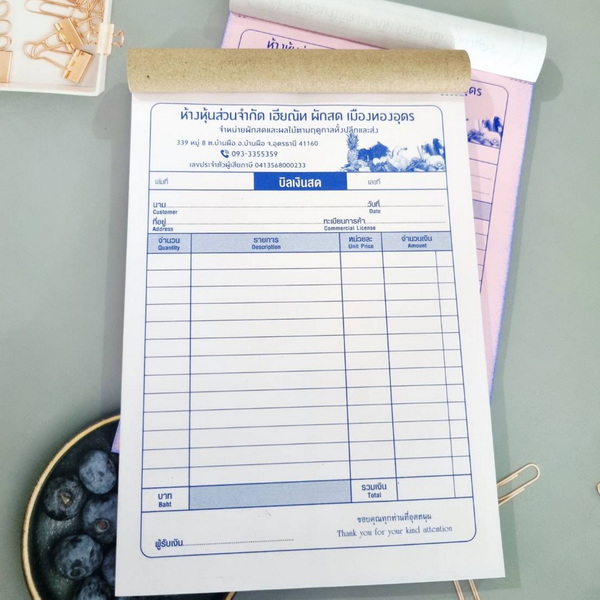 ห้างหุ้นส่วนจำกัด เฮียณัท ผักสด เมืองทองอุดร
จำหน่ายผักสดและผลไม้ตามฤดูกาลทั้งปลีกและส่ง
339 หมู่ 8 ต.บ้านผือ อ.บ้านผือ จ.อุดรธานี 41160
093-3355359
เลขประจำตัวผู้เสียภาษี 0413568000233
เล่มที่ บิลเงินสด เลขที่
นาม วันที่
Customer Date
ที่อยู่ ทะเบียนการค้า
Address Commercial License
จำนวน รายการ หน่วยละ จำนวนเงิน
Quantity Description Unit Price Amount
บาท รวมเงิน
Baht Total
ขอบคุณทุกท่านที่อุดหนุน
Thank you for your kind attention
ผู้รับเงิน